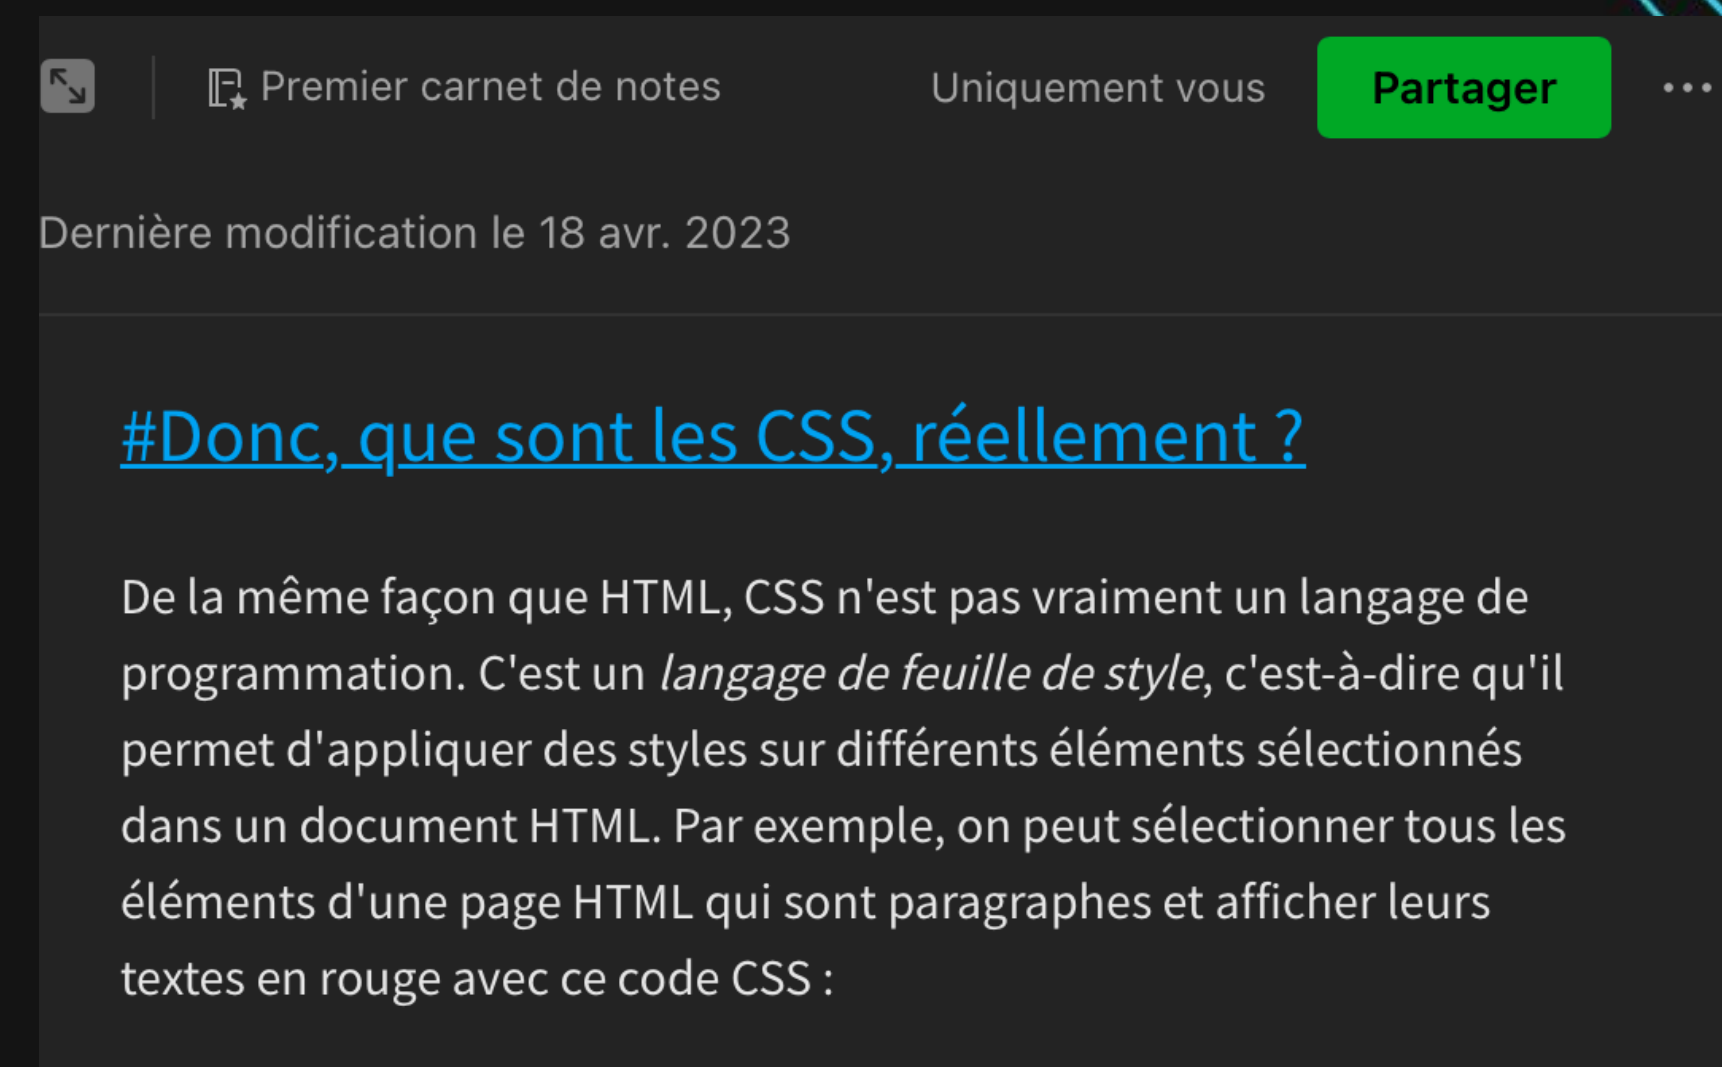 Premier carnet de notes
Uniquement vous
Partager
Dernière modification le 18 avr. 2023
#Donc, que sont les CSS, réellement ?
De la même façon que HTML, CSS n'est pas vraiment un langage de
programmation. C'est un langage de feuille de style, c'est-à-dire qu'il
permet d'appliquer des styles sur différents éléments sélectionnés
dans un document HTML. Par exemple, on peut sélectionner tous les
éléments d'une page HTML qui sont paragraphes et afficher leurs
textes en rouge avec ce code CSS :